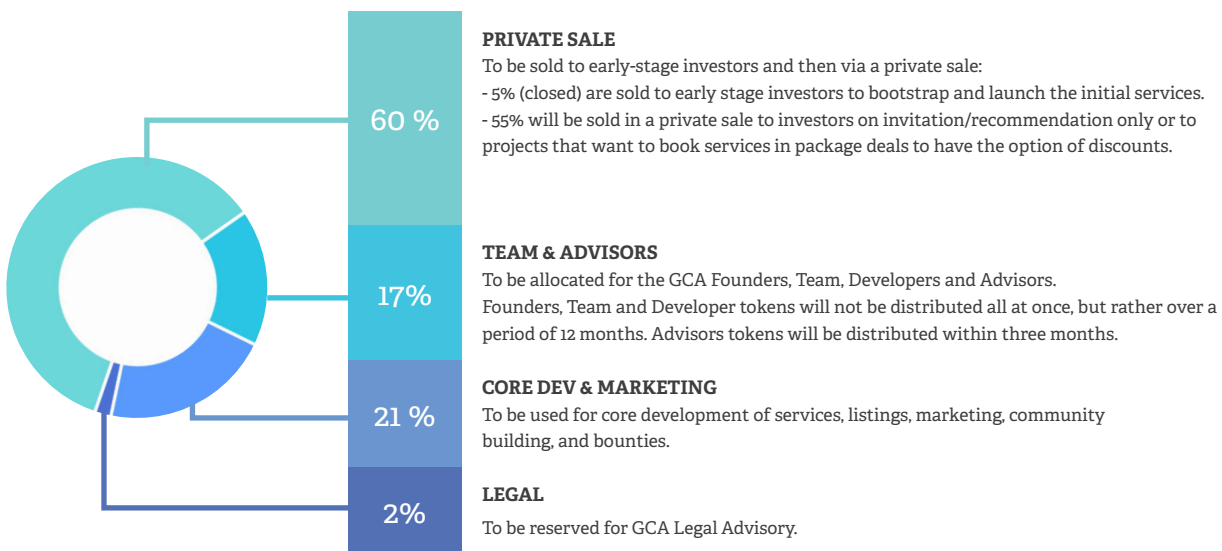 60 %
PRIVATE SALE
To be sold to early-stage investors and then via a private sale:
- 5% (closed) are sold to early stage investors to bootstrap and launch the initial services.
- 55% will be sold in a private sale to investors on invitation/recommendation only or to
projects that want to book services in package deals to have the option of discounts.
17%
TEAM & ADVISORS
To be allocated for the GCA Founders, Team, Developers and Advisors.
Founders, Team and Developer tokens will not be distributed all at once, but rather over a
period of 12 months. Advisors tokens will be distributed within three months.
21 %
CORE DEV & MARKETING
To be used for core development of services, listings, marketing, community
building, and bounties.
2%
LEGAL
To be reserved for GCA Legal Advisory.